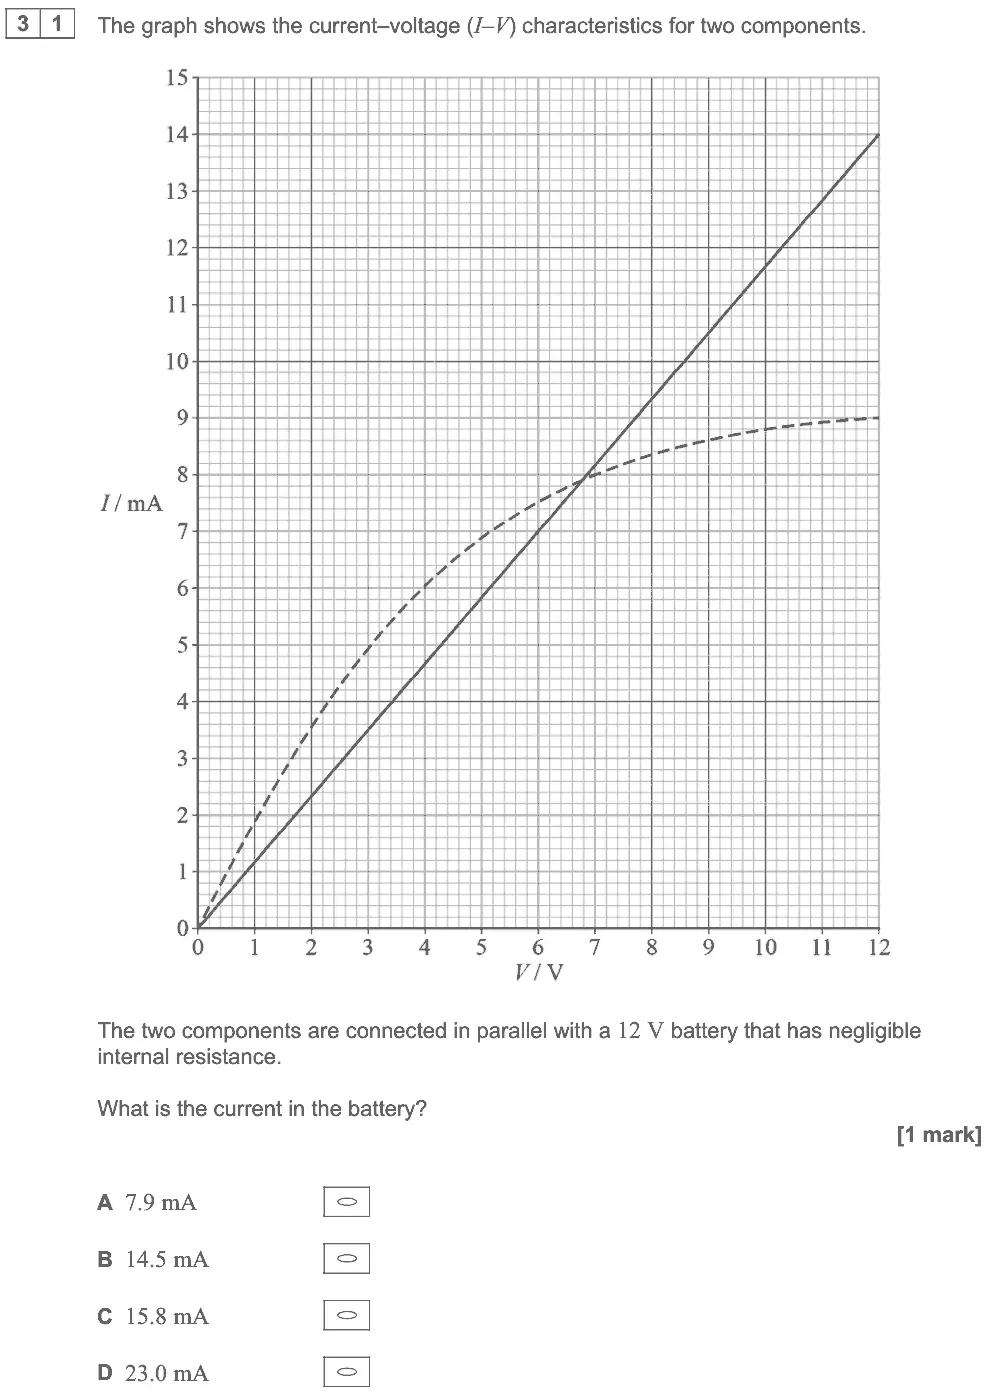 3 1 The graph shows the current–voltage (I–V) characteristics for two components.
15
14
13
12
11
10
9
8
I / mA
7
6
5
4
3
2
1
0
0 1 2 3 4 5 6 7 8 9 10 11 12
V / V
The two components are connected in parallel with a 12 V battery that has negligible
internal resistance.
What is the current in the battery?
[1 mark]
A 7.9 mA
B 14.5 mA
C 15.8 mA
D 23.0 mA